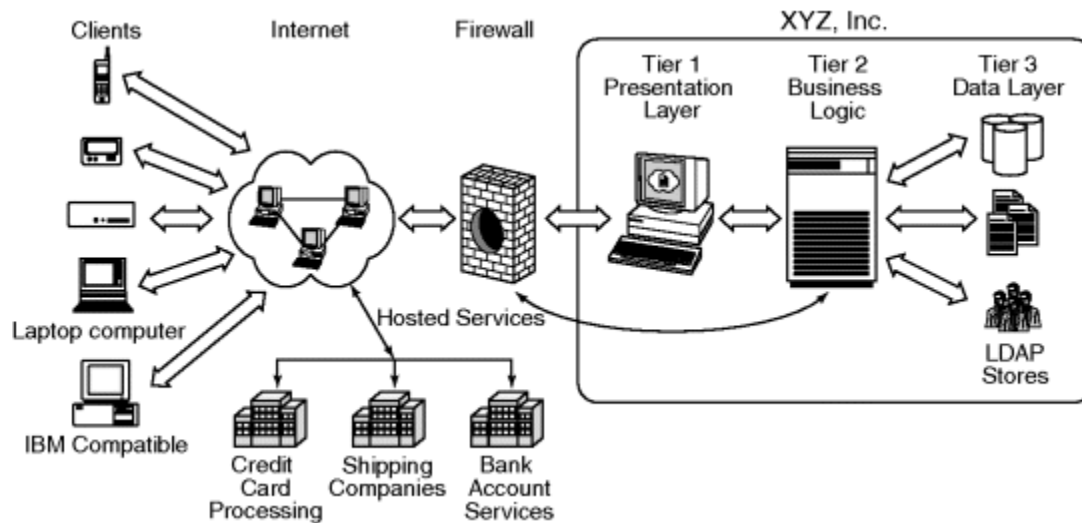 XYZ, Inc.
Clients
Internet
Firewall
Tier 1
Presentation
Layer
Tier 2
Business
Logic
Tier 3
Data Layer
Laptop computer
IBM Compatible
Hosted Services
LDAP
Stores
Credit
Card
Processing
Shipping
Companies
Bank
Account
Services